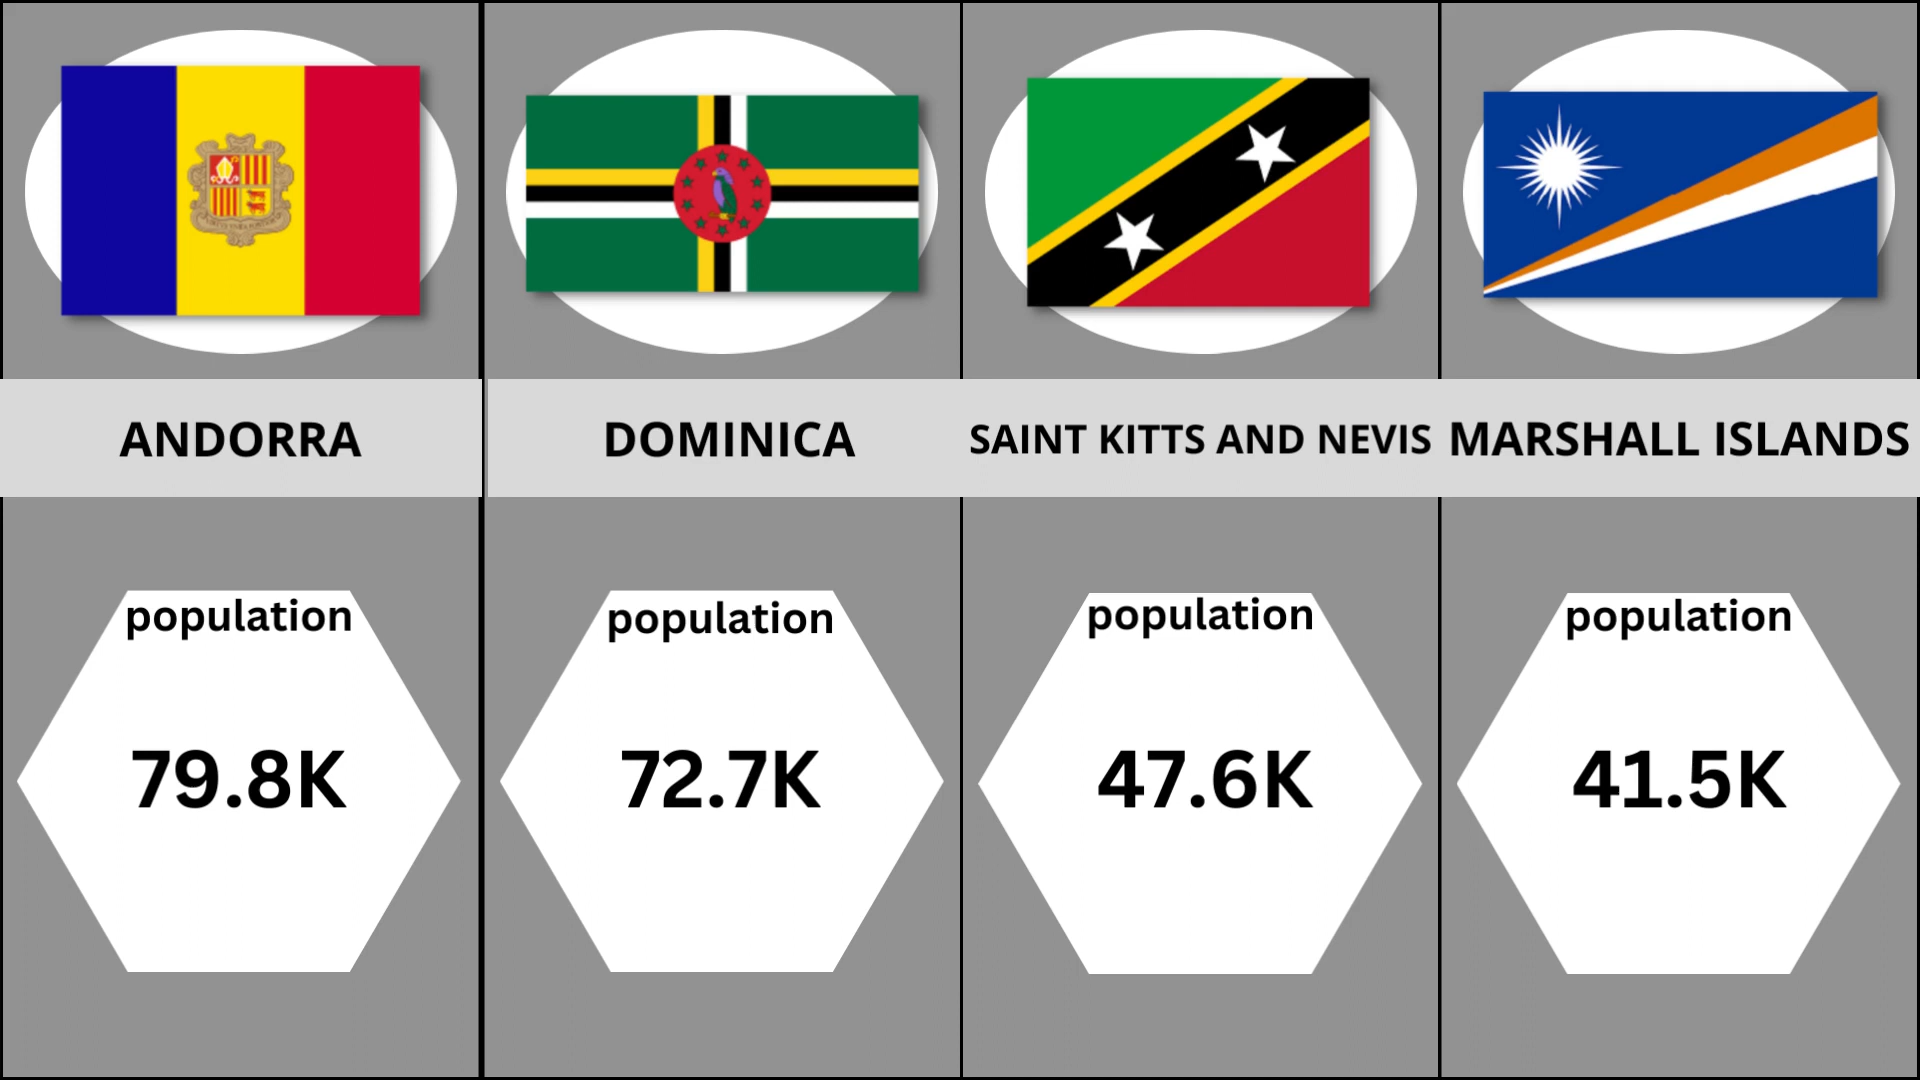 ANDORRA
DOMINICA
SAINT KITTS AND NEVIS
MARSHALL ISLANDS
population
79.8K
population
72.7K
population
47.6K
population
41.5K